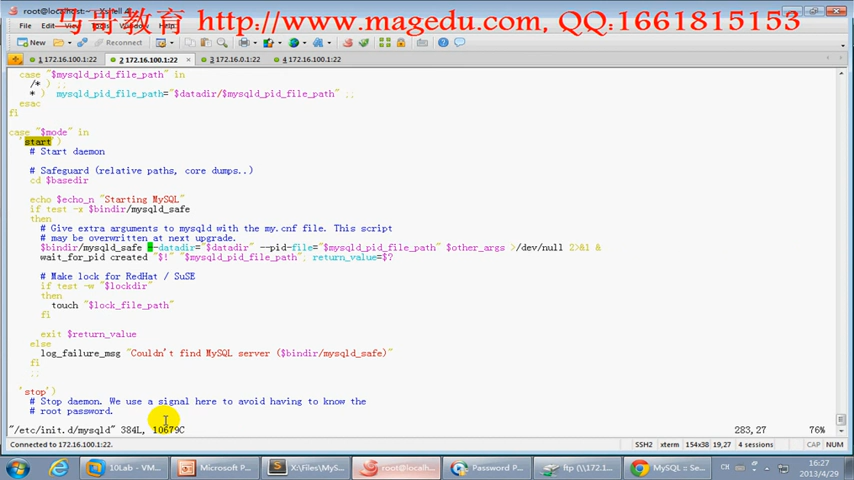 root@localhost:~ - Xshell 4
马哥教育 http://www.magedu.com, QQ:1661815153
File Edit View Tools Window Help
New Reconnect
1 172.16.100.1:22 2 172.16.100.1:22 3 172.16.0.1:22 4 172.16.100.1:22
case "$mysqld_pid_file_path" in
/* ) ;;
* ) mysqld_pid_file_path="$datadir/$mysqld_pid_file_path" ;;
esac
fi
case "$mode" in
'start')
# Start daemon
# Safeguard (relative paths, core dumps..)
cd $basedir
echo $echo_n "Starting MySQL"
if test -x $bindir/mysqld_safe
then
# Give extra arguments to mysqld with the my.cnf file. This script
# may be overwritten at next upgrade.
$bindir/mysqld_safe --datadir="$datadir" --pid-file="$mysqld_pid_file_path" $other_args >/dev/null 2>&1 &
wait_for_pid created "$!" "$mysqld_pid_file_path"; return_value=$?
# Make lock for RedHat / SuSE
if test -w "$lockdir"
then
touch "$lock_file_path"
fi
exit $return_value
else
log_failure_msg "Couldn't find MySQL server ($bindir/mysqld_safe)"
fi
;;
'stop')
# Stop daemon. We use a signal here to avoid having to know the
# root password.
"/etc/init.d/mysqld" 384L, 10679C 283,27 76%
Connected to 172.16.100.1:22. SSH2 xterm 154x38 19,27 4 sessions CAP NUM
10Lab - VM... Microsoft P... X:\Files\MyS... root@localh... Password P... ftp (\\172.1... MySQL :: Se... CH 16:27
2013/4/29